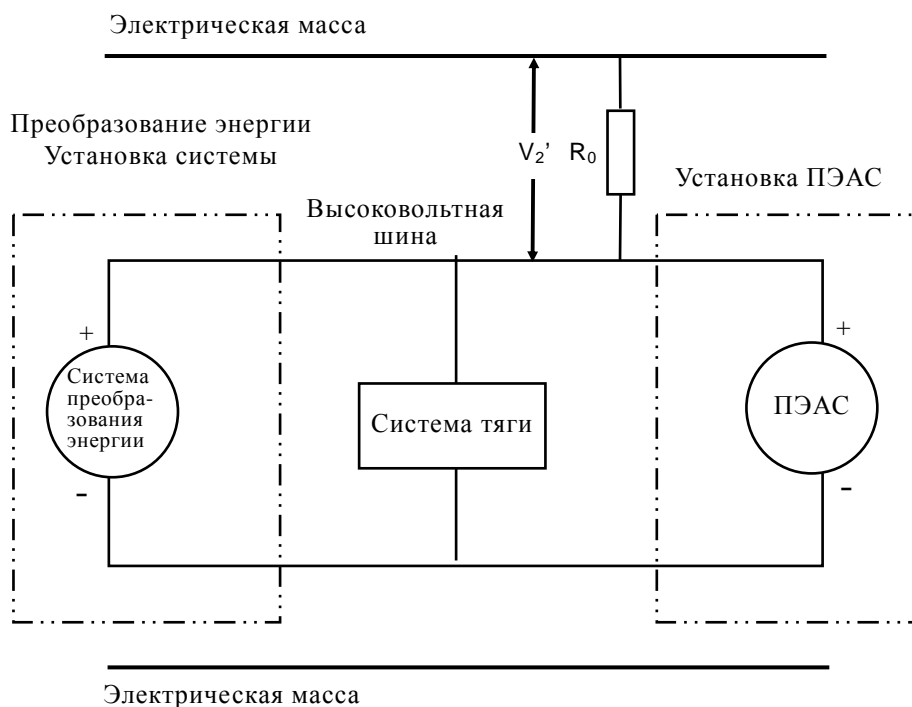 Электрическая масса
Преобразование энергии
Установка системы
V₂’ R₀
Установка ПЭАС
Высоковольтная
шина
+
+
Система
преобра-
зования
энергии
Система тяги
ПЭАС
-
-
Электрическая масса